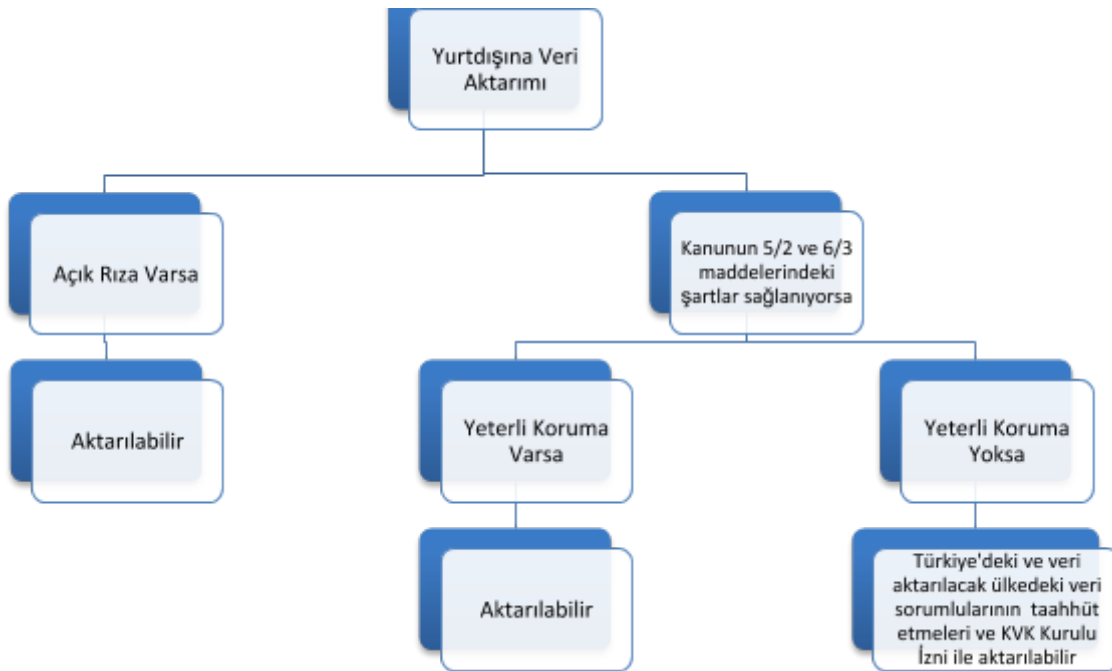 Yurtdışına Veri
Aktarımı
Açık Rıza Varsa
Kanunun 5/2 ve 6/3
maddelerindeki
şartlar sağlanıyorsa
Aktarılabilir
Yeterli Koruma
Varsa
Yeterli Koruma
Yoksa
Aktarılabilir
Türkiye'deki ve veri
aktarılacak ülkedeki veri
sorumlularının taahhüt
etmeleri ve KVK Kurulu
İzni ile aktarılabilir